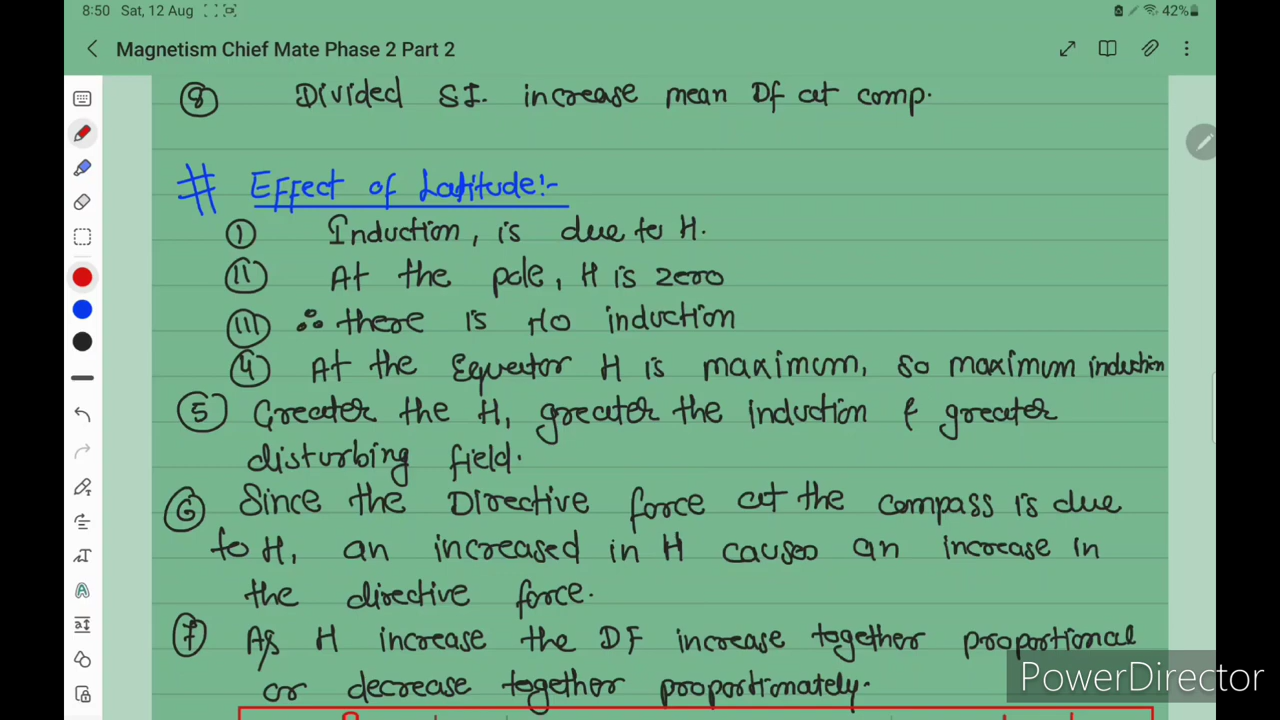 8:50 Sat, 12 Aug
42%
Magnetism Chief Mate Phase 2 Part 2
⑧ Divided S.I. increase mean Df at comp.
# Effect of Latitude:-
① Induction, is due to H.
⑪ At the pole, H is zero
(111) ∴ there is No induction
④ At the Equator H is maximum, so maximum induction
⑤ Greater the H, greater the induction & greater
disturbing field.
⑥ Since the Directive force at the compass is due
to H, an increased in H causes an increase in
the directive force.
⑦ As H increase the DF increase together proportional
or decrease together proportionately.
PowerDirector